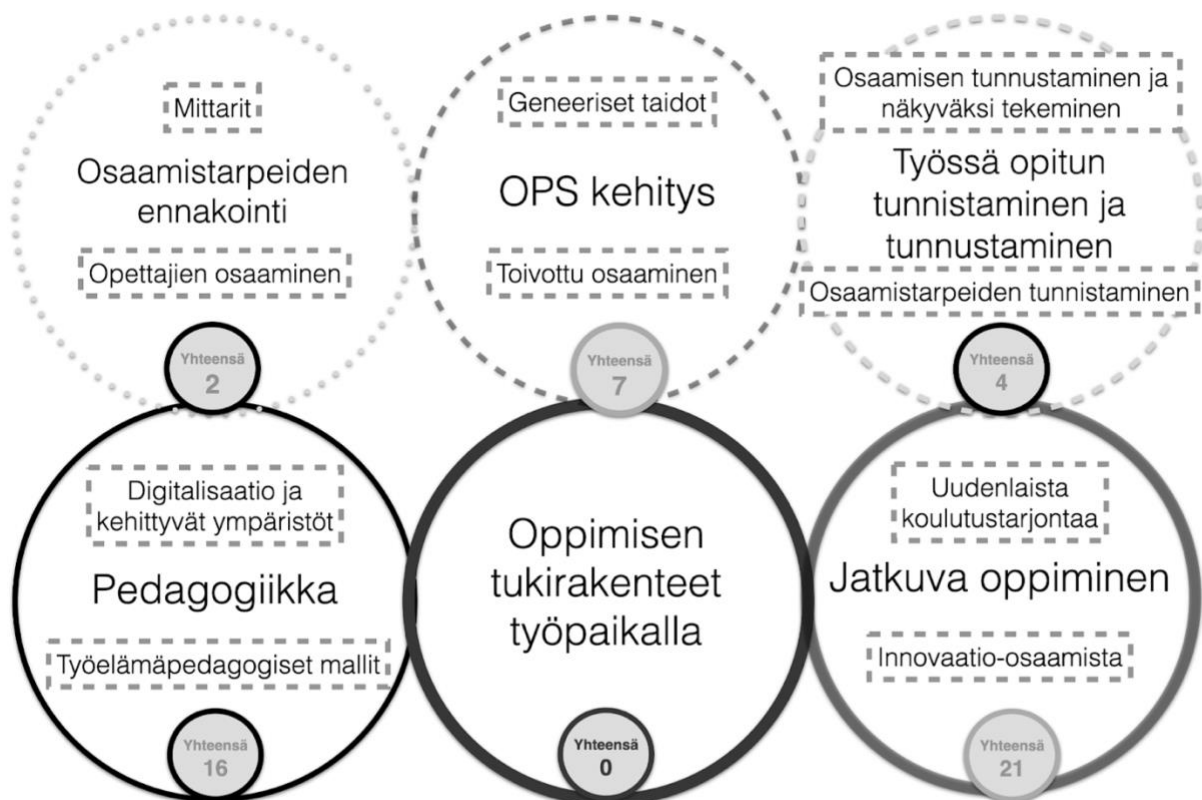 Mittarit
Osaamistarpeiden
ennakointi
Opettajien osaaminen
Yhteensä
2
Geneeriset taidot
OPS kehitys
Toivottu osaaminen
Yhteensä
7
Osaamisen tunnustaminen ja
näkyväksi tekeminen
Työssä opitun
tunnistaminen ja
tunnustaminen
Osaamistarpeiden tunnistaminen
Yhteensä
4
Digitalisaatio ja
kehittyvät ympäristöt
Pedagogiikka
Työelämäpedagogiset mallit
Yhteensä
16
Oppimisen
tukirakenteet
työpaikalla
Yhteensä
0
Uudenlaista
koulutustarjontaa
Jatkuva oppiminen
Innovaatio-osaamista
Yhteensä
21